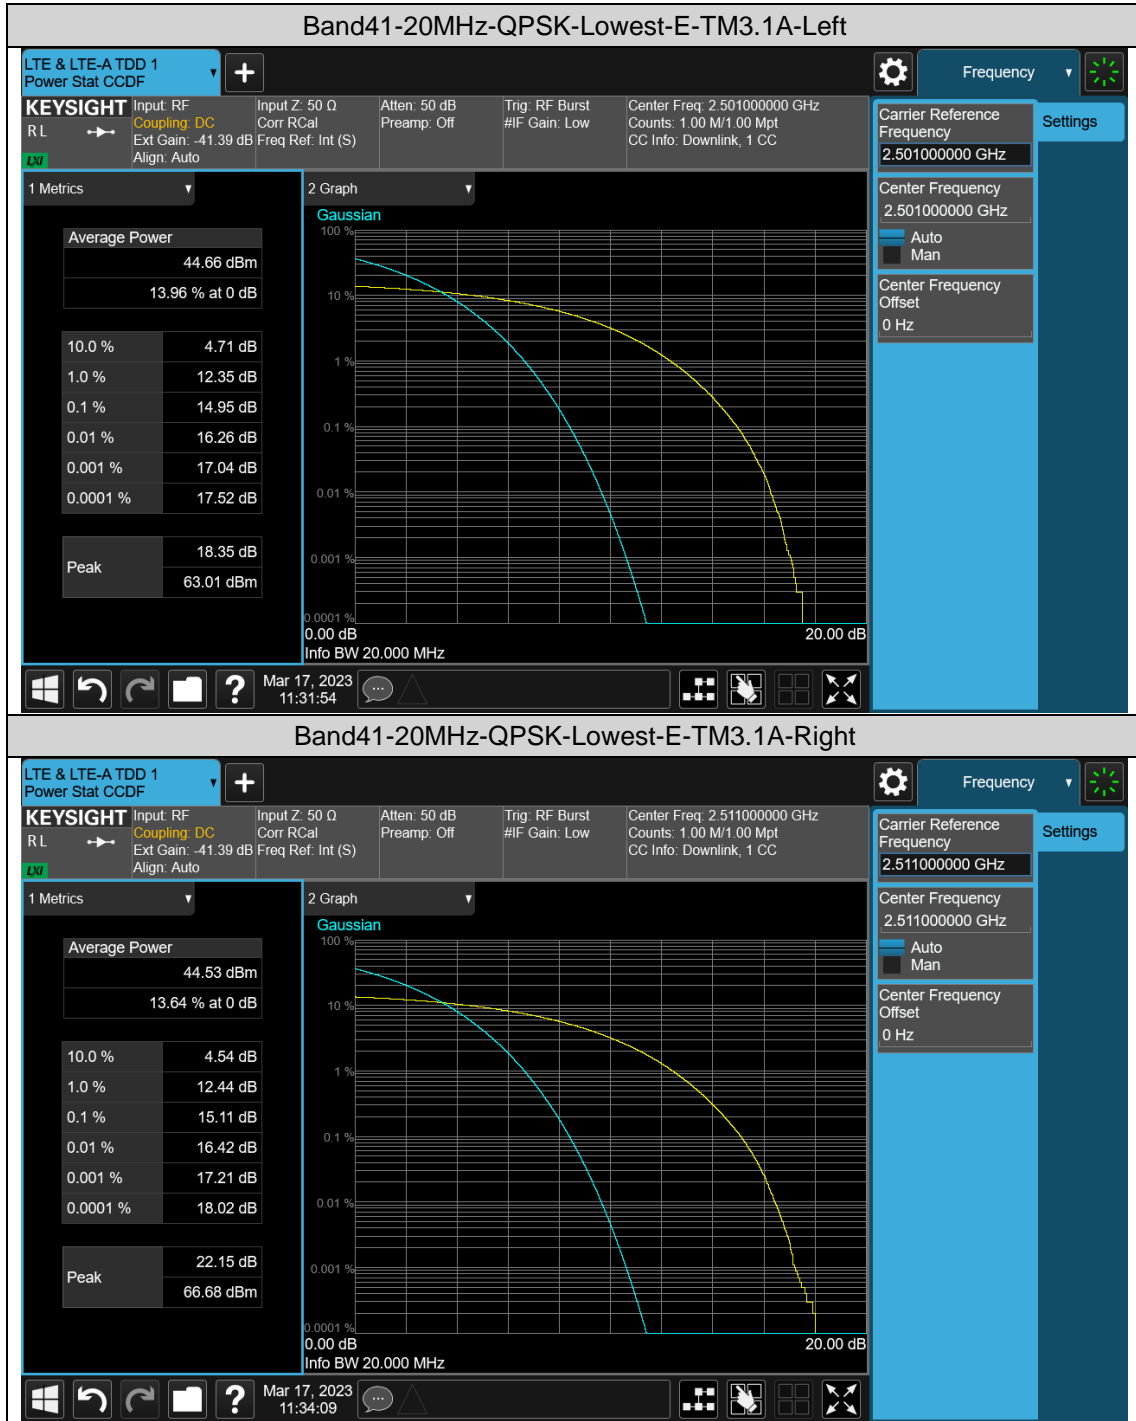 Band41-20MHz-QPSK-Lowest-E-TM3.1A-Left
LTE & LTE-A TDD 1
Power Stat CCDF
Frequency
KEYSIGHT
R L
LXI
Input: RF
Coupling: DC
Ext Gain: -41.39 dB
Align: Auto
Input Z: 50 Ω
Corr RCal
Freq Ref: Int (S)
Atten: 50 dB
Preamp: Off
Trig: RF Burst
#IF Gain: Low
Center Freq: 2.501000000 GHz
Counts: 1.00 M/1.00 Mpt
CC Info: Downlink, 1 CC
Carrier Reference
Frequency
2.501000000 GHz
Settings
Center Frequency
2.501000000 GHz
Auto
Man
Center Frequency
Offset
0 Hz
1 Metrics
Average Power
44.66 dBm
13.96 % at 0 dB
10.0 % 4.71 dB
1.0 % 12.35 dB
0.1 % 14.95 dB
0.01 % 16.26 dB
0.001 % 17.04 dB
0.0001 % 17.52 dB
Peak 18.35 dB
63.01 dBm
2 Graph
Gaussian
100 %
10 %
1 %
0.1 %
0.01 %
0.001 %
0.0001 %
0.00 dB 20.00 dB
Info BW 20.000 MHz
?
Mar 17, 2023
11:31:54
Band41-20MHz-QPSK-Lowest-E-TM3.1A-Right
LTE & LTE-A TDD 1
Power Stat CCDF
Frequency
KEYSIGHT
R L
LXI
Input: RF
Coupling: DC
Ext Gain: -41.39 dB
Align: Auto
Input Z: 50 Ω
Corr RCal
Freq Ref: Int (S)
Atten: 50 dB
Preamp: Off
Trig: RF Burst
#IF Gain: Low
Center Freq: 2.511000000 GHz
Counts: 1.00 M/1.00 Mpt
CC Info: Downlink, 1 CC
Carrier Reference
Frequency
2.511000000 GHz
Settings
Center Frequency
2.511000000 GHz
Auto
Man
Center Frequency
Offset
0 Hz
1 Metrics
Average Power
44.53 dBm
13.64 % at 0 dB
10.0 % 4.54 dB
1.0 % 12.44 dB
0.1 % 15.11 dB
0.01 % 16.42 dB
0.001 % 17.21 dB
0.0001 % 18.02 dB
Peak 22.15 dB
66.68 dBm
2 Graph
Gaussian
100 %
10 %
1 %
0.1 %
0.01 %
0.001 %
0.0001 %
0.00 dB 20.00 dB
Info BW 20.000 MHz
?
Mar 17, 2023
11:34:09